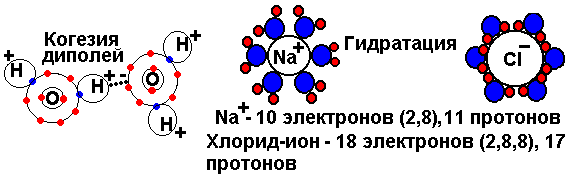 Когезия
диполей
+
H
O
H
+
-
O
H
+
H
+
Na+
Гидратация
Cl−
Na+- 10 электронов (2,8),11 протонов
Хлорид-ион - 18 электронов (2,8,8), 17
протонов